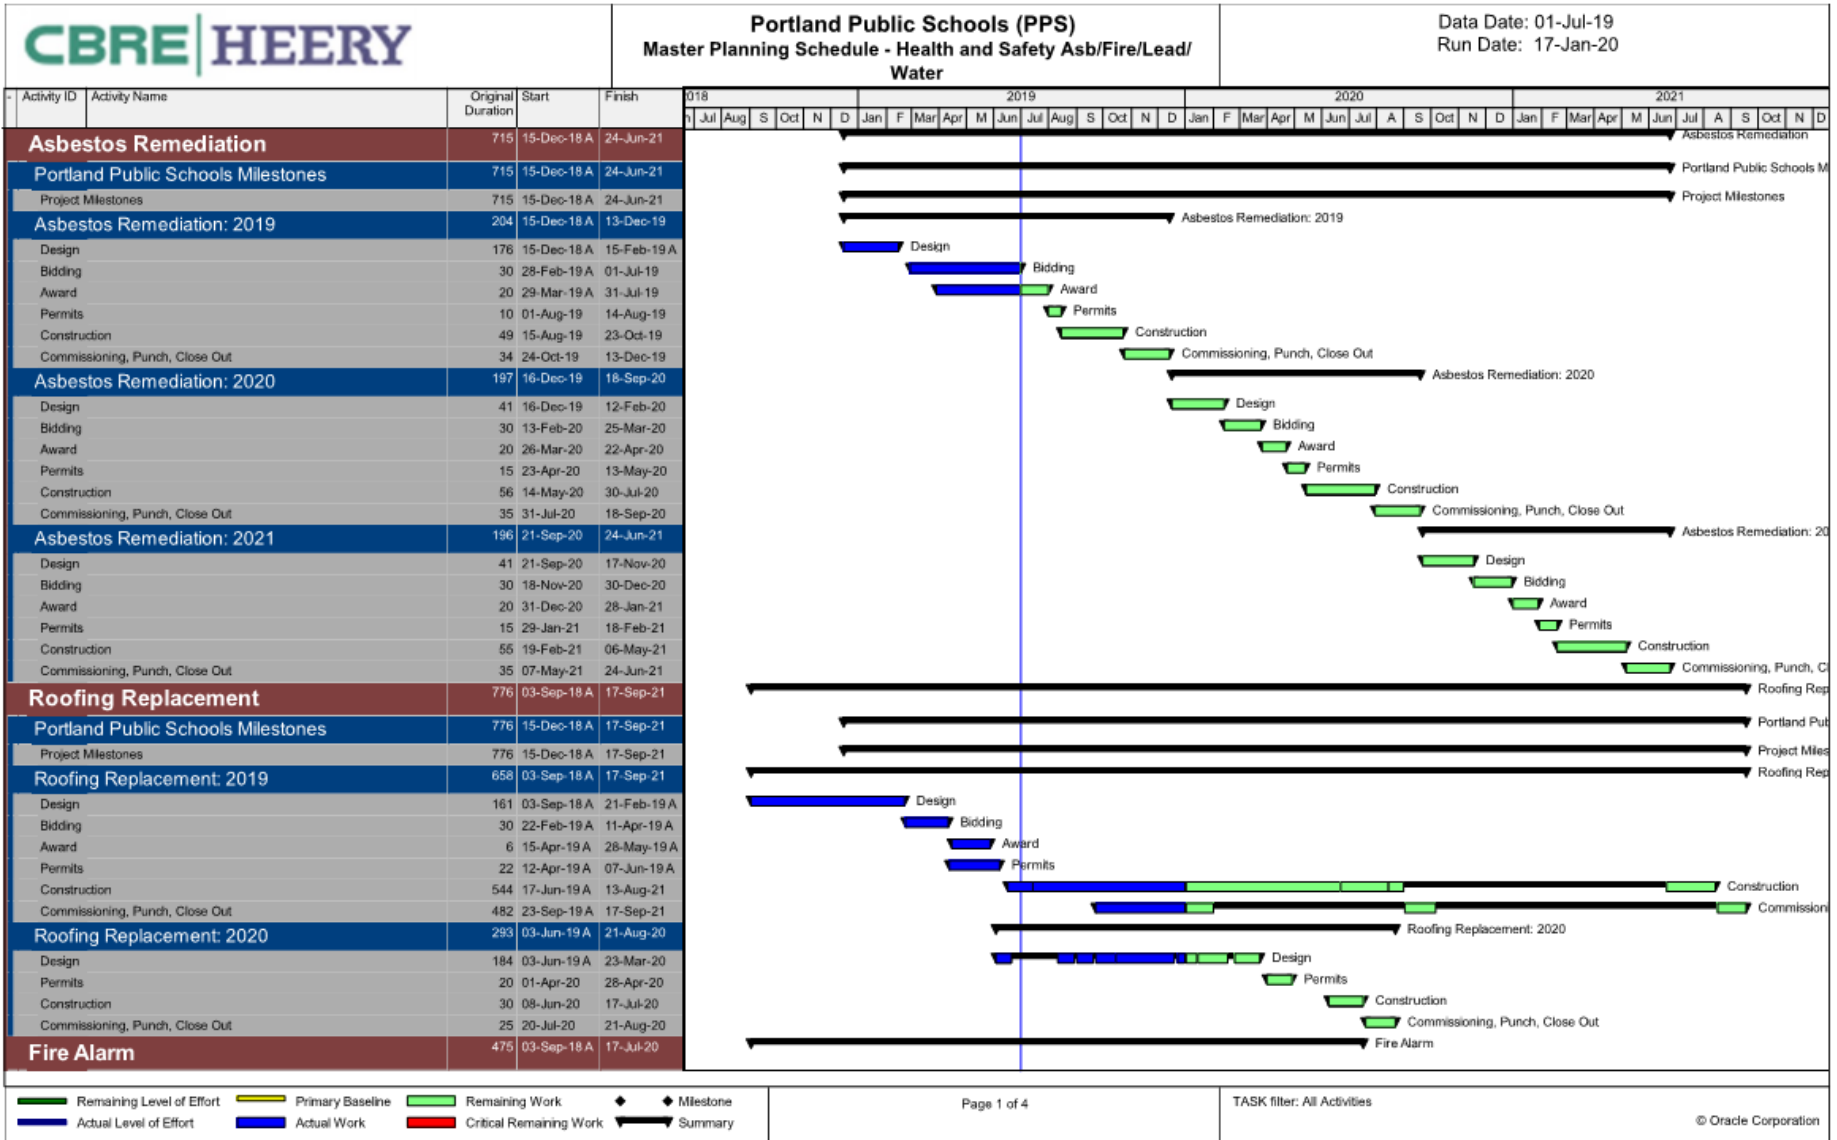 CBRE HEERY
Portland Public Schools (PPS)
Master Planning Schedule - Health and Safety Asb/Fire/Lead/
Water
Data Date: 01-Jul-19
Run Date: 17-Jan-20
- Activity ID Activity Name Original Duration Start Finish
018 2019 2020 2021
Jul Aug S Oct N D Jan F Mar Apr M Jun Jul Aug S Oct N D Jan F Mar Apr M Jun Jul A S Oct N D Jan F Mar Apr M Jun Jul A S Oct N D
Asbestos Remediation 715 15-Dec-18 A 24-Jun-21 Asbestos Remediation
Portland Public Schools Milestones 715 15-Dec-18 A 24-Jun-21 Portland Public Schools M
Project Milestones 715 15-Dec-18 A 24-Jun-21 Project Milestones
Asbestos Remediation: 2019 204 15-Dec-18 A 13-Dec-19 Asbestos Remediation: 2019
Design 176 15-Dec-18 A 15-Feb-19 A Design
Bidding 30 28-Feb-19 A 01-Jul-19 Bidding
Award 20 29-Mar-19 A 31-Jul-19 Award
Permits 10 01-Aug-19 14-Aug-19 Permits
Construction 49 15-Aug-19 23-Oct-19 Construction
Commissioning, Punch, Close Out 34 24-Oct-19 13-Dec-19 Commissioning, Punch, Close Out
Asbestos Remediation: 2020 197 16-Dec-19 18-Sep-20 Asbestos Remediation: 2020
Design 41 16-Dec-19 12-Feb-20 Design
Bidding 30 13-Feb-20 25-Mar-20 Bidding
Award 20 26-Mar-20 22-Apr-20 Award
Permits 15 23-Apr-20 13-May-20 Permits
Construction 56 14-May-20 30-Jul-20 Construction
Commissioning, Punch, Close Out 35 31-Jul-20 18-Sep-20 Commissioning, Punch, Close Out
Asbestos Remediation: 2021 196 21-Sep-20 24-Jun-21 Asbestos Remediation: 20
Design 41 21-Sep-20 17-Nov-20 Design
Bidding 30 18-Nov-20 30-Dec-20 Bidding
Award 20 31-Dec-20 28-Jan-21 Award
Permits 15 29-Jan-21 18-Feb-21 Permits
Construction 55 19-Feb-21 06-May-21 Construction
Commissioning, Punch, Close Out 35 07-May-21 24-Jun-21 Commissioning, Punch, Cl
Roofing Replacement 776 03-Sep-18 A 17-Sep-21 Roofing Rep
Portland Public Schools Milestones 776 15-Dec-18 A 17-Sep-21 Portland Pub
Project Milestones 776 15-Dec-18 A 17-Sep-21 Project Miles
Roofing Replacement: 2019 658 03-Sep-18 A 17-Sep-21 Roofing Rep
Design 161 03-Sep-18 A 21-Feb-19 A Design
Bidding 30 22-Feb-19 A 11-Apr-19 A Bidding
Award 6 15-Apr-19 A 28-May-19 A Award
Permits 22 12-Apr-19 A 07-Jun-19 A Permits
Construction 544 17-Jun-19 A 13-Aug-21 Construction
Commissioning, Punch, Close Out 482 23-Sep-19 A 17-Sep-21 Commission
Roofing Replacement: 2020 293 03-Jun-19 A 21-Aug-20 Roofing Replacement: 2020
Design 184 03-Jun-19 A 23-Mar-20 Design
Permits 20 01-Apr-20 28-Apr-20 Permits
Construction 30 08-Jun-20 17-Jul-20 Construction
Commissioning, Punch, Close Out 25 20-Jul-20 21-Aug-20 Commissioning, Punch, Close Out
Fire Alarm 475 03-Sep-18 A 17-Jul-20 Fire Alarm
Remaining Level of Effort Primary Baseline Remaining Work Milestone
Actual Level of Effort Actual Work Critical Remaining Work Summary
Page 1 of 4
TASK filter: All Activities
© Oracle Corporation